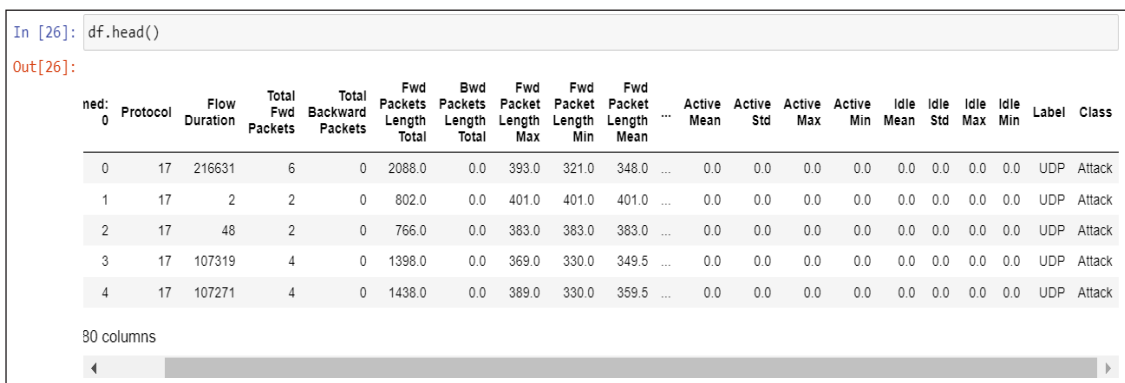 In [26]: df.head()
Out[26]:
Fwd Bwd Fwd Fwd Fwd
Total Total Packets Packets Packet Packet Packet
ned: Protocol Flow Fwd Backward Length Length Length Length Length ... Active Active Active Active Idle Idle Idle Idle Label Class
0 Duration Packets Packets Total Total Max Min Mean Mean Std Max Min Mean Std Max Min
0 17 216631 6 0 2088.0 0.0 393.0 321.0 348.0 ... 0.0 0.0 0.0 0.0 0.0 0.0 0.0 0.0 UDP Attack
1 17 2 2 0 802.0 0.0 401.0 401.0 401.0 ... 0.0 0.0 0.0 0.0 0.0 0.0 0.0 0.0 UDP Attack
2 17 48 2 0 766.0 0.0 383.0 383.0 383.0 ... 0.0 0.0 0.0 0.0 0.0 0.0 0.0 0.0 UDP Attack
3 17 107319 4 0 1398.0 0.0 369.0 330.0 349.5 ... 0.0 0.0 0.0 0.0 0.0 0.0 0.0 0.0 UDP Attack
4 17 107271 4 0 1438.0 0.0 389.0 330.0 359.5 ... 0.0 0.0 0.0 0.0 0.0 0.0 0.0 0.0 UDP Attack
80 columns